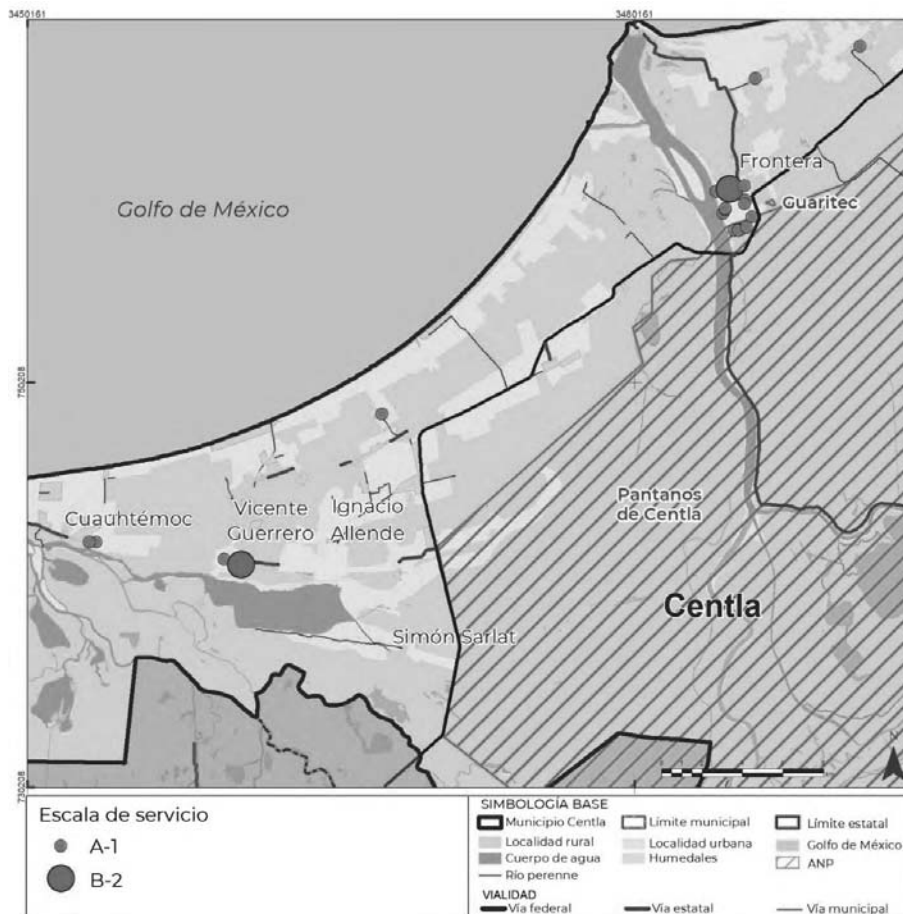 3450161
3480161
Frontera
Guaritec
Golfo de México
750208
Pantanos
de Centla
Cuauhtémoc
Vicente
Guerrero
Ignacio
Allende
Centla
Simón Sarlat
N
730208
Escala de servicio
A-1
B-2
SIMBOLOGÍA BASE
Municipio Centla
Límite municipal
Límite estatal
Localidad rural
Localidad urbana
Golfo de México
Cuerpo de agua
Humedales
ANP
Río perenne
VIALIDAD
Vía federal
Vía estatal
Vía municipal